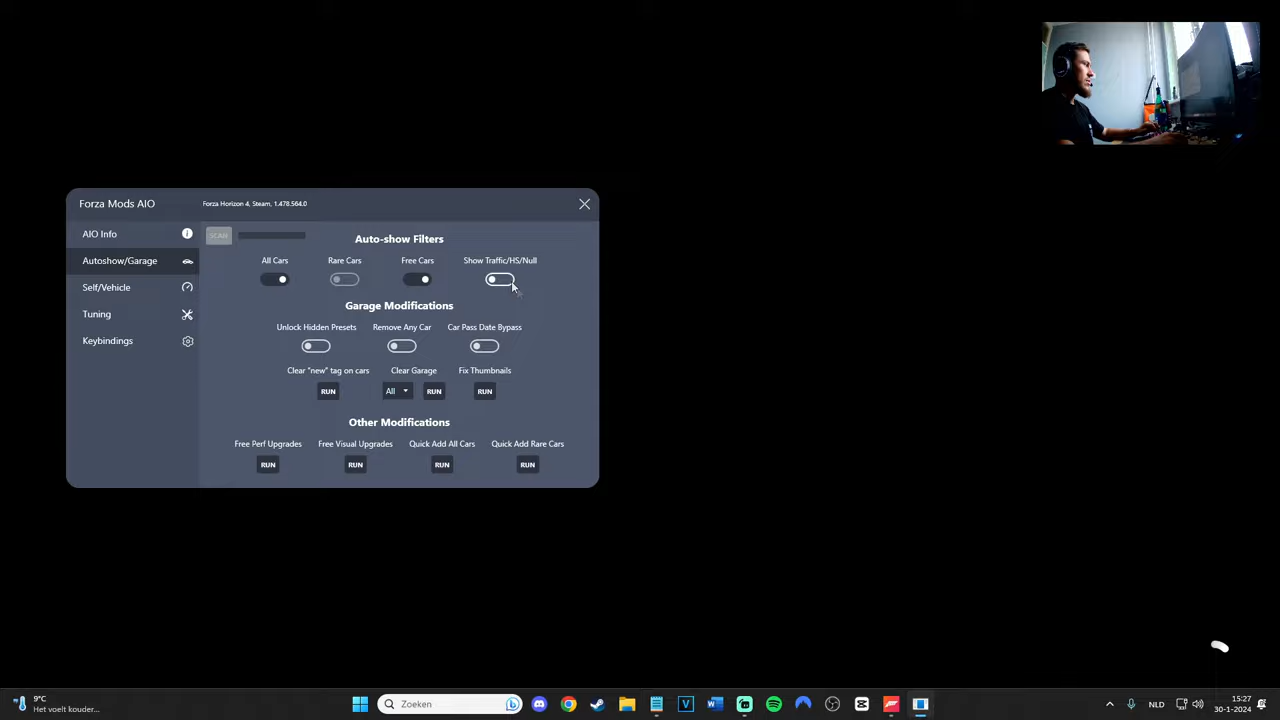 Forza Mods AIO
Forza Horizon 4, Steam, 1.478.564.0
AIO Info
Autoshow/Garage
Self/Vehicle
Tuning
Keybindings
SCAN
Auto-show Filters
All Cars
Rare Cars
Free Cars
Show Traffic/HS/Null
Garage Modifications
Unlock Hidden Presets
Remove Any Car
Car Pass Date Bypass
Clear "new" tag on cars
Clear Garage
Fix Thumbnails
RUN
All
RUN
RUN
Other Modifications
Free Perf Upgrades
Free Visual Upgrades
Quick Add All Cars
Quick Add Rare Cars
RUN
RUN
RUN
RUN
9°C
Het voelt kouder...
Zoeken
NLD
15:27
30-1-2024